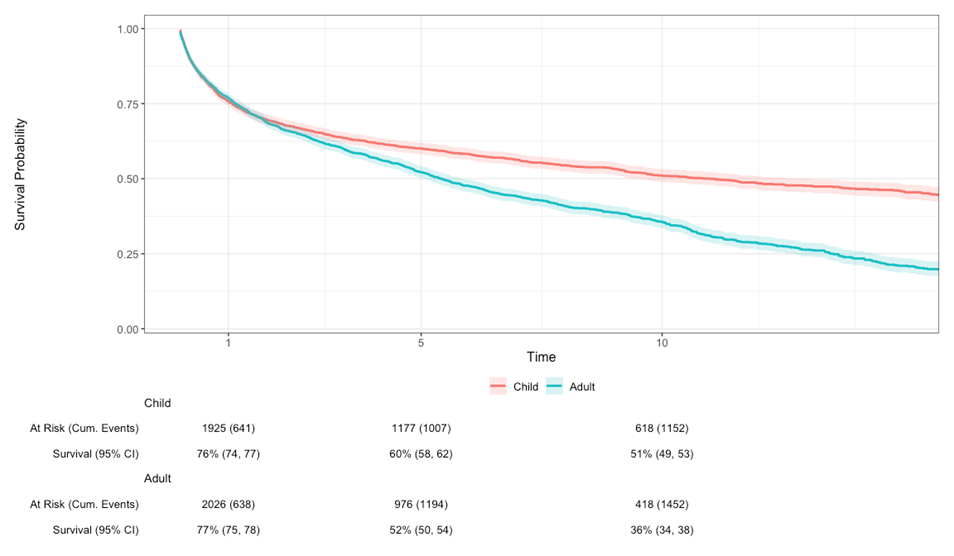 1.00
0.75
0.50
0.25
0.00
Survival Probability
1 5 10
Time
Child Adult
Child
At Risk (Cum. Events) 1925 (641) 1177 (1007) 618 (1152)
Survival (95% CI) 76% (74, 77) 60% (58, 62) 51% (49, 53)
Adult
At Risk (Cum. Events) 2026 (638) 976 (1194) 418 (1452)
Survival (95% CI) 77% (75, 78) 52% (50, 54) 36% (34, 38)